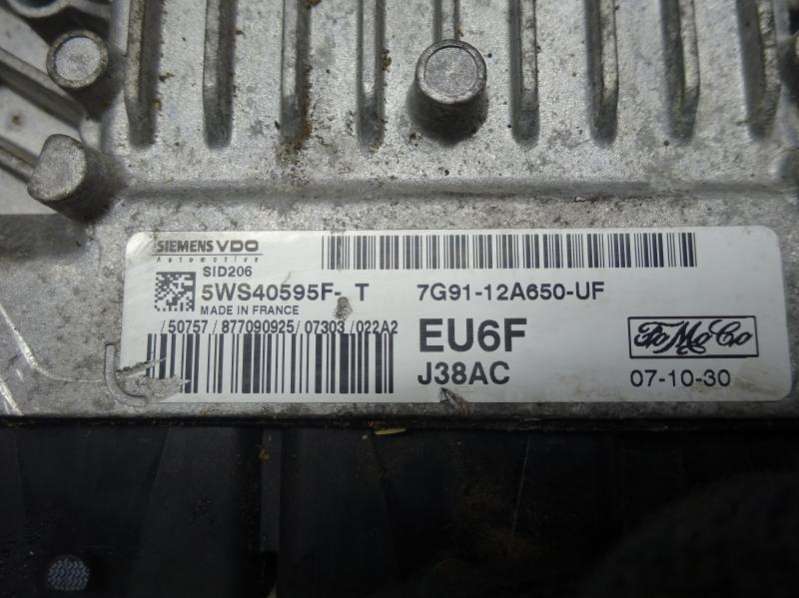 SIEMENS VDO
Automotive
SID206
5WS40595F- T
MADE IN FRANCE
/50757/877090925/07303/022A2
7G91-12A650-UF
EU6F
J38AC
FoMoCo
07-10-30